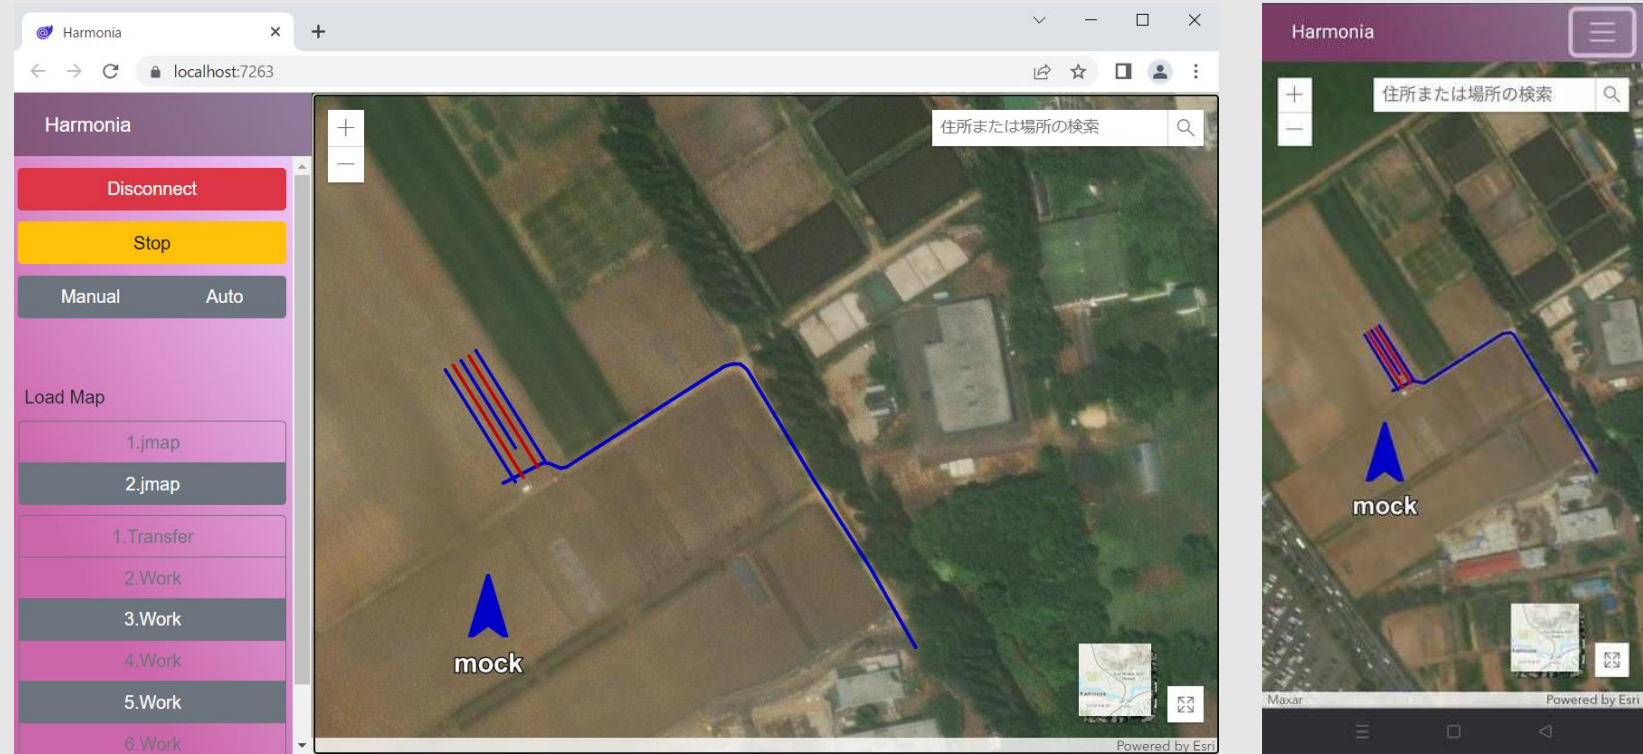 Harmonia
localhost:7263
Harmonia
Disconnect
Stop
Manual Auto
Load Map
1.jmap
2.jmap
1.Transfer
2.Work
3.Work
4.Work
5.Work
6.Work
住所または場所の検索
mock
Powered by Esri
Harmonia
住所または場所の検索
mock
Maxar
Powered by Esri